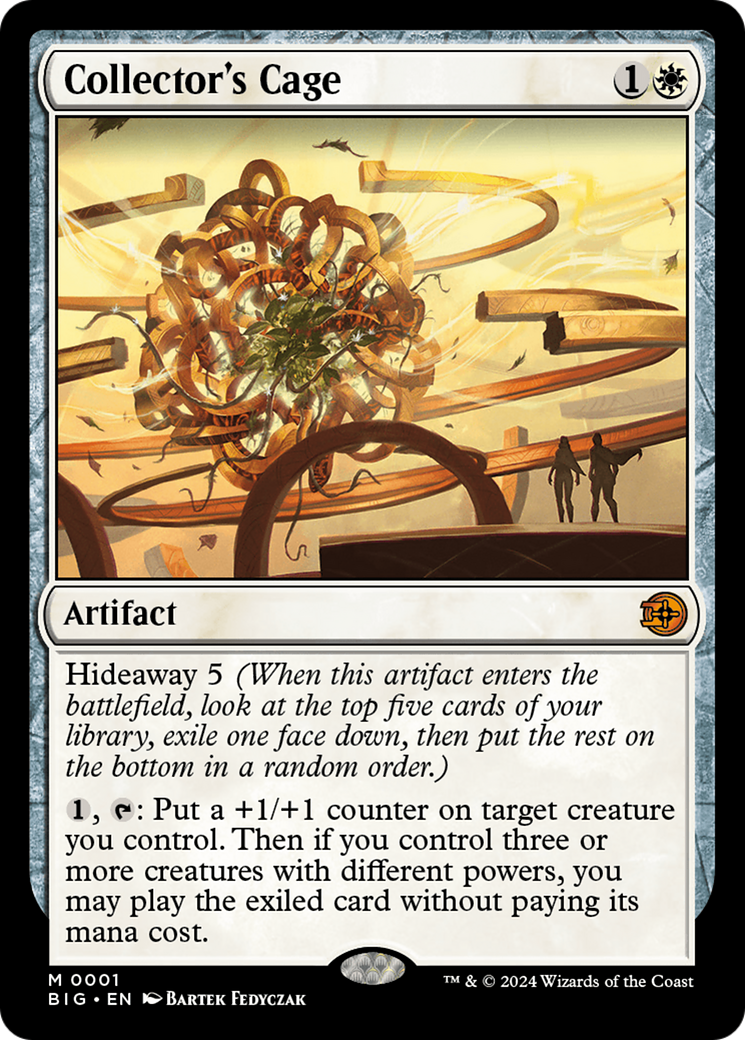 Collector's Cage 1
Artifact
Hideaway 5 (When this artifact enters the
battlefield, look at the top five cards of your
library, exile one face down, then put the rest on
the bottom in a random order.)
1, : Put a +1/+1 counter on target creature
you control. Then if you control three or
more creatures with different powers, you
may play the exiled card without paying its
mana cost.
M 0001
BIG • EN Bartek Fedyczak
™ & © 2024 Wizards of the Coast